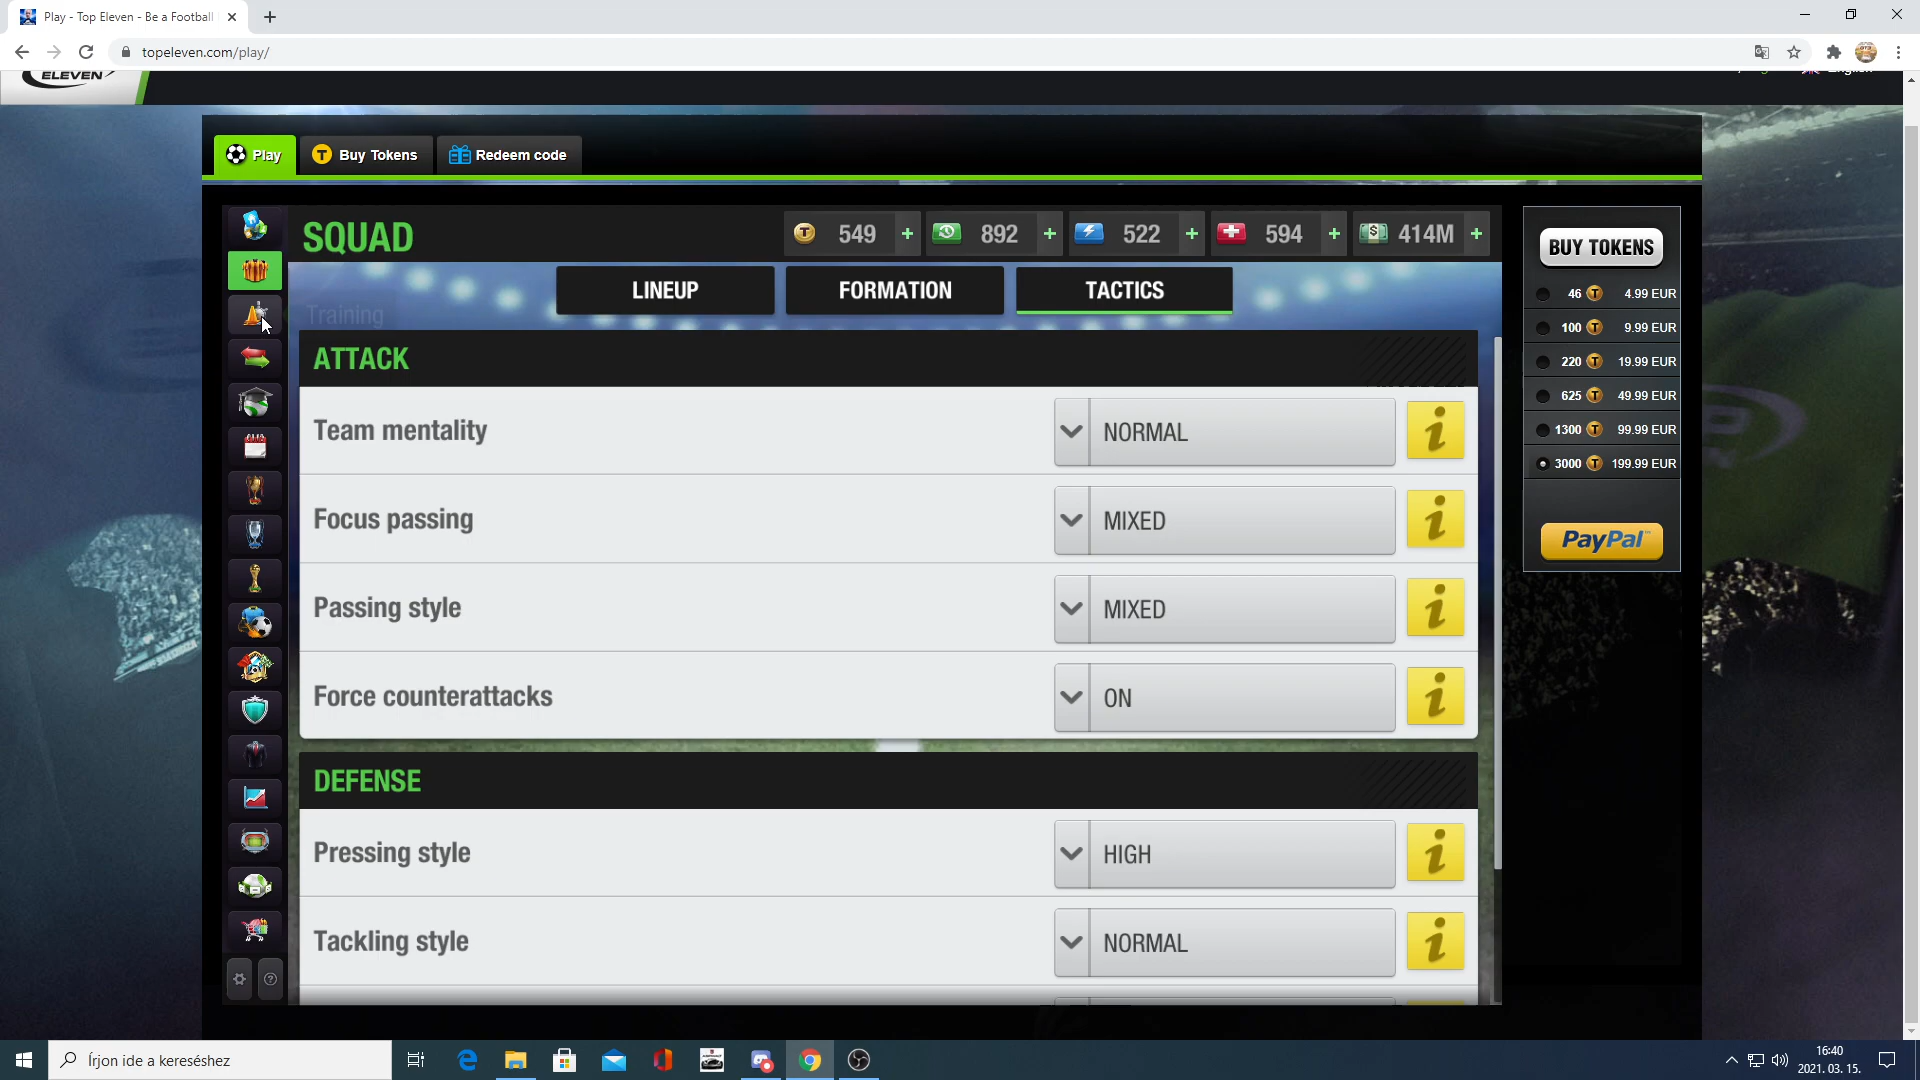 Play - Top Eleven - Be a Football
topeleven.com/play/
ELEVEN
English
Play
Buy Tokens
Redeem code
SQUAD
T 549 +
892 +
522 +
594 +
$ 414M +
BUY TOKENS
46 T 4.99 EUR
100 T 9.99 EUR
220 T 19.99 EUR
625 T 49.99 EUR
1300 T 99.99 EUR
3000 T 199.99 EUR
PayPal™
LINEUP
FORMATION
TACTICS
Training
ATTACK
Team mentality
NORMAL
i
Focus passing
MIXED
i
Passing style
MIXED
i
Force counterattacks
ON
i
DEFENSE
Pressing style
HIGH
i
Tackling style
NORMAL
i
Írjon ide a kereséshez
16:40
2021. 03. 15.